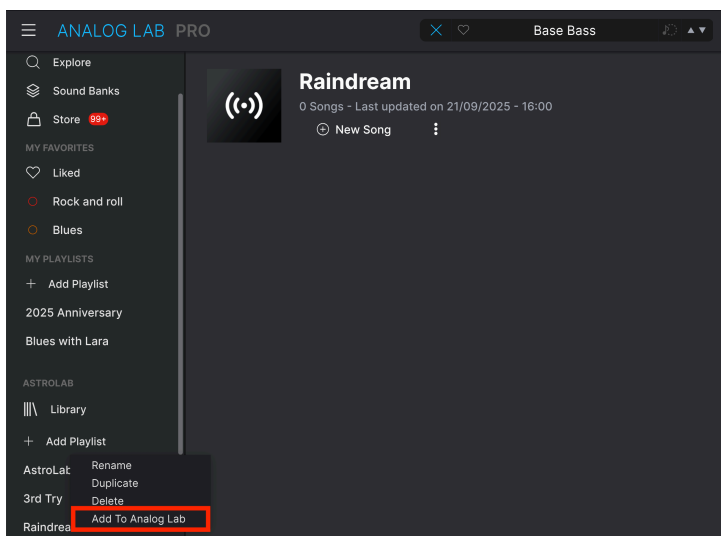 ANALOG LAB PRO
Base Bass
Explore
Sound Banks
Store 99+
MY FAVORITES
Liked
Rock and roll
Blues
MY PLAYLISTS
Add Playlist
2025 Anniversary
Blues with Lara
ASTROLAB
Library
Add Playlist
AstroLab
3rd Try
Raindrea
Rename
Duplicate
Delete
Add To Analog Lab
Raindream
0 Songs - Last updated on 21/09/2025 - 16:00
New Song